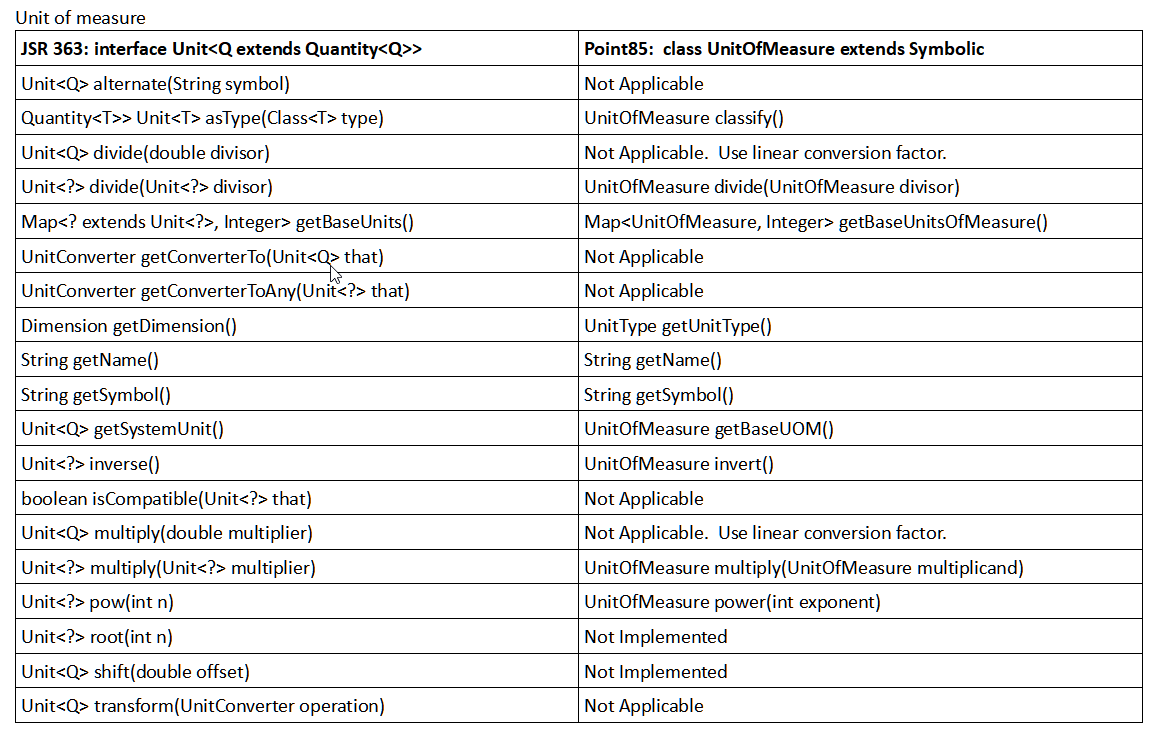 Unit of measure
JSR 363: interface Unit<Q extends Quantity<Q>> Point85:  class UnitOfMeasure extends Symbolic
Unit<Q> alternate(String symbol) Not Applicable
Quantity<T>> Unit<T> asType(Class<T> type) UnitOfMeasure classify()
Unit<Q> divide(double divisor) Not Applicable.  Use linear conversion factor.
Unit<?> divide(Unit<?> divisor) UnitOfMeasure divide(UnitOfMeasure divisor)
Map<? extends Unit<?>, Integer> getBaseUnits() Map<UnitOfMeasure, Integer> getBaseUnitsOfMeasure()
UnitConverter getConverterTo(Unit<Q> that) Not Applicable
UnitConverter getConverterToAny(Unit<?> that) Not Applicable
Dimension getDimension() UnitType getUnitType()
String getName() String getName()
String getSymbol() String getSymbol()
Unit<Q> getSystemUnit() UnitOfMeasure getBaseUOM()
Unit<?> inverse() UnitOfMeasure invert()
boolean isCompatible(Unit<?> that) Not Applicable
Unit<Q> multiply(double multiplier) Not Applicable.  Use linear conversion factor.
Unit<?> multiply(Unit<?> multiplier) UnitOfMeasure multiply(UnitOfMeasure multiplicand)
Unit<?> pow(int n) UnitOfMeasure power(int exponent)
Unit<?> root(int n) Not Implemented
Unit<Q> shift(double offset) Not Implemented
Unit<Q> transform(UnitConverter operation) Not Applicable